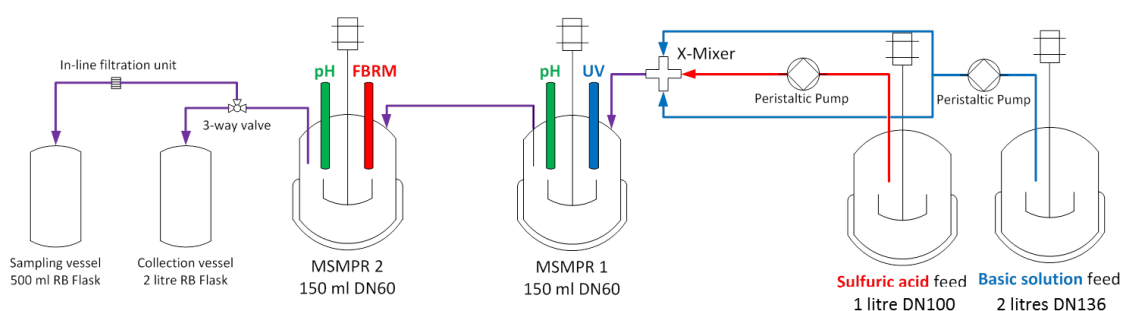 In-line filtration unit
3-way valve
Sampling vessel
500 ml RB Flask
Collection vessel
2 litre RB Flask
pH
FBRM
MSMPR 2
150 ml DN60
pH
UV
MSMPR 1
150 ml DN60
X-Mixer
Peristaltic Pump
Peristaltic Pump
Sulfuric acid feed
1 litre DN100
Basic solution feed
2 litres DN136